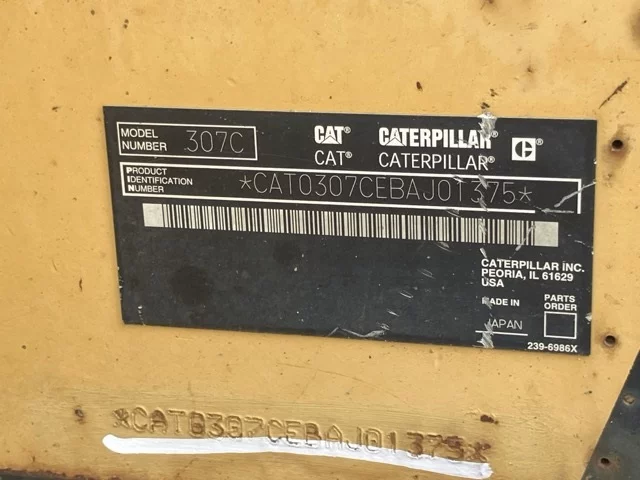 MODEL NUMBER 307C CAT® CATERPILLAR®
CAT® CATERPILLAR®
PRODUCT IDENTIFICATION NUMBER *CAT0307CEBAJ01375*
CATERPILLAR INC.
PEORIA, IL 61629
USA
MADE IN PARTS ORDER
JAPAN
239-6986X
*CAT0307CEBAJ01375*